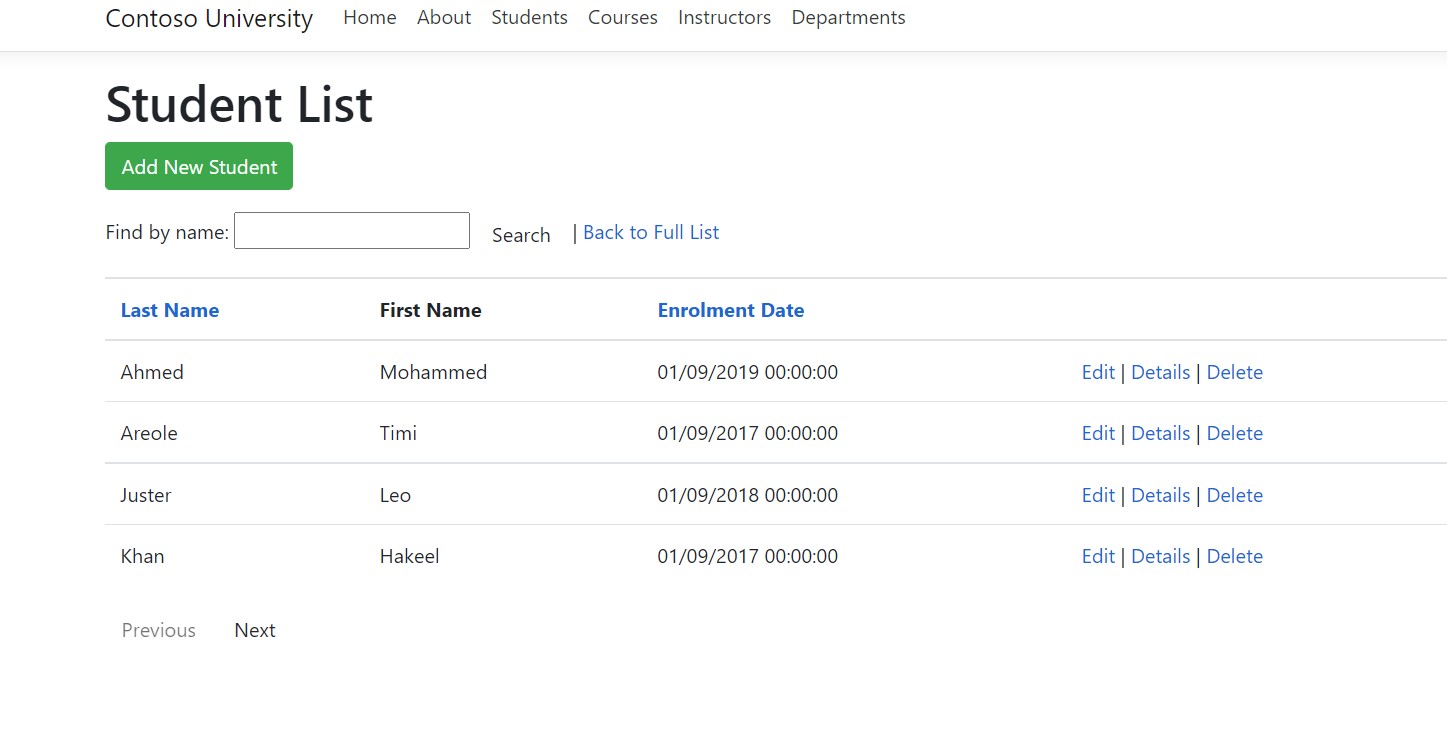 Contoso University Home About Students Courses Instructors Departments
Student List
Add New Student
Find by name: Search | Back to Full List
Last Name First Name Enrolment Date
Ahmed Mohammed 01/09/2019 00:00:00 Edit | Details | Delete
Areole Timi 01/09/2017 00:00:00 Edit | Details | Delete
Juster Leo 01/09/2018 00:00:00 Edit | Details | Delete
Khan Hakeel 01/09/2017 00:00:00 Edit | Details | Delete
Previous Next